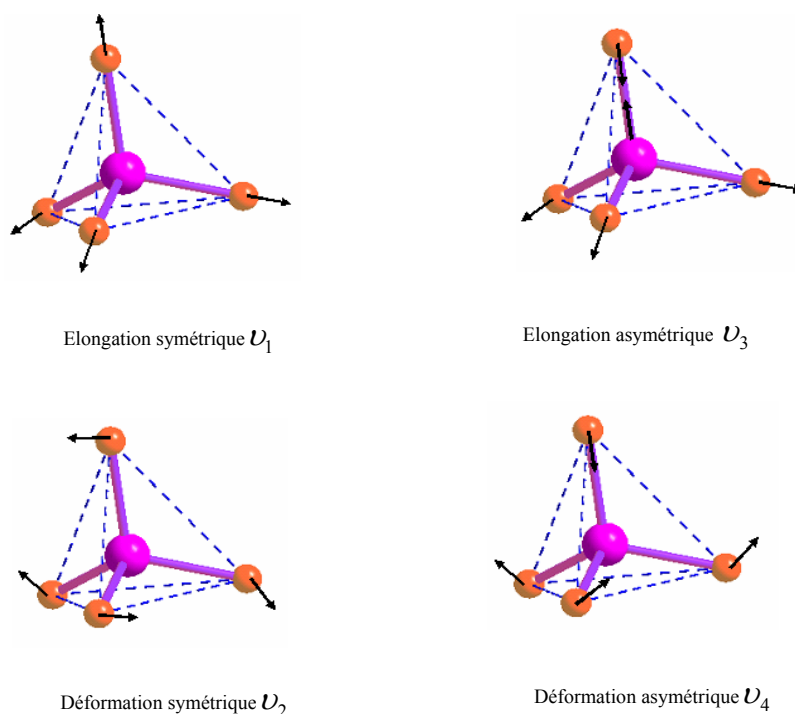 Elongation symétrique υ1
Elongation asymétrique υ3
Déformation symétrique υ2
Déformation asymétrique υ4